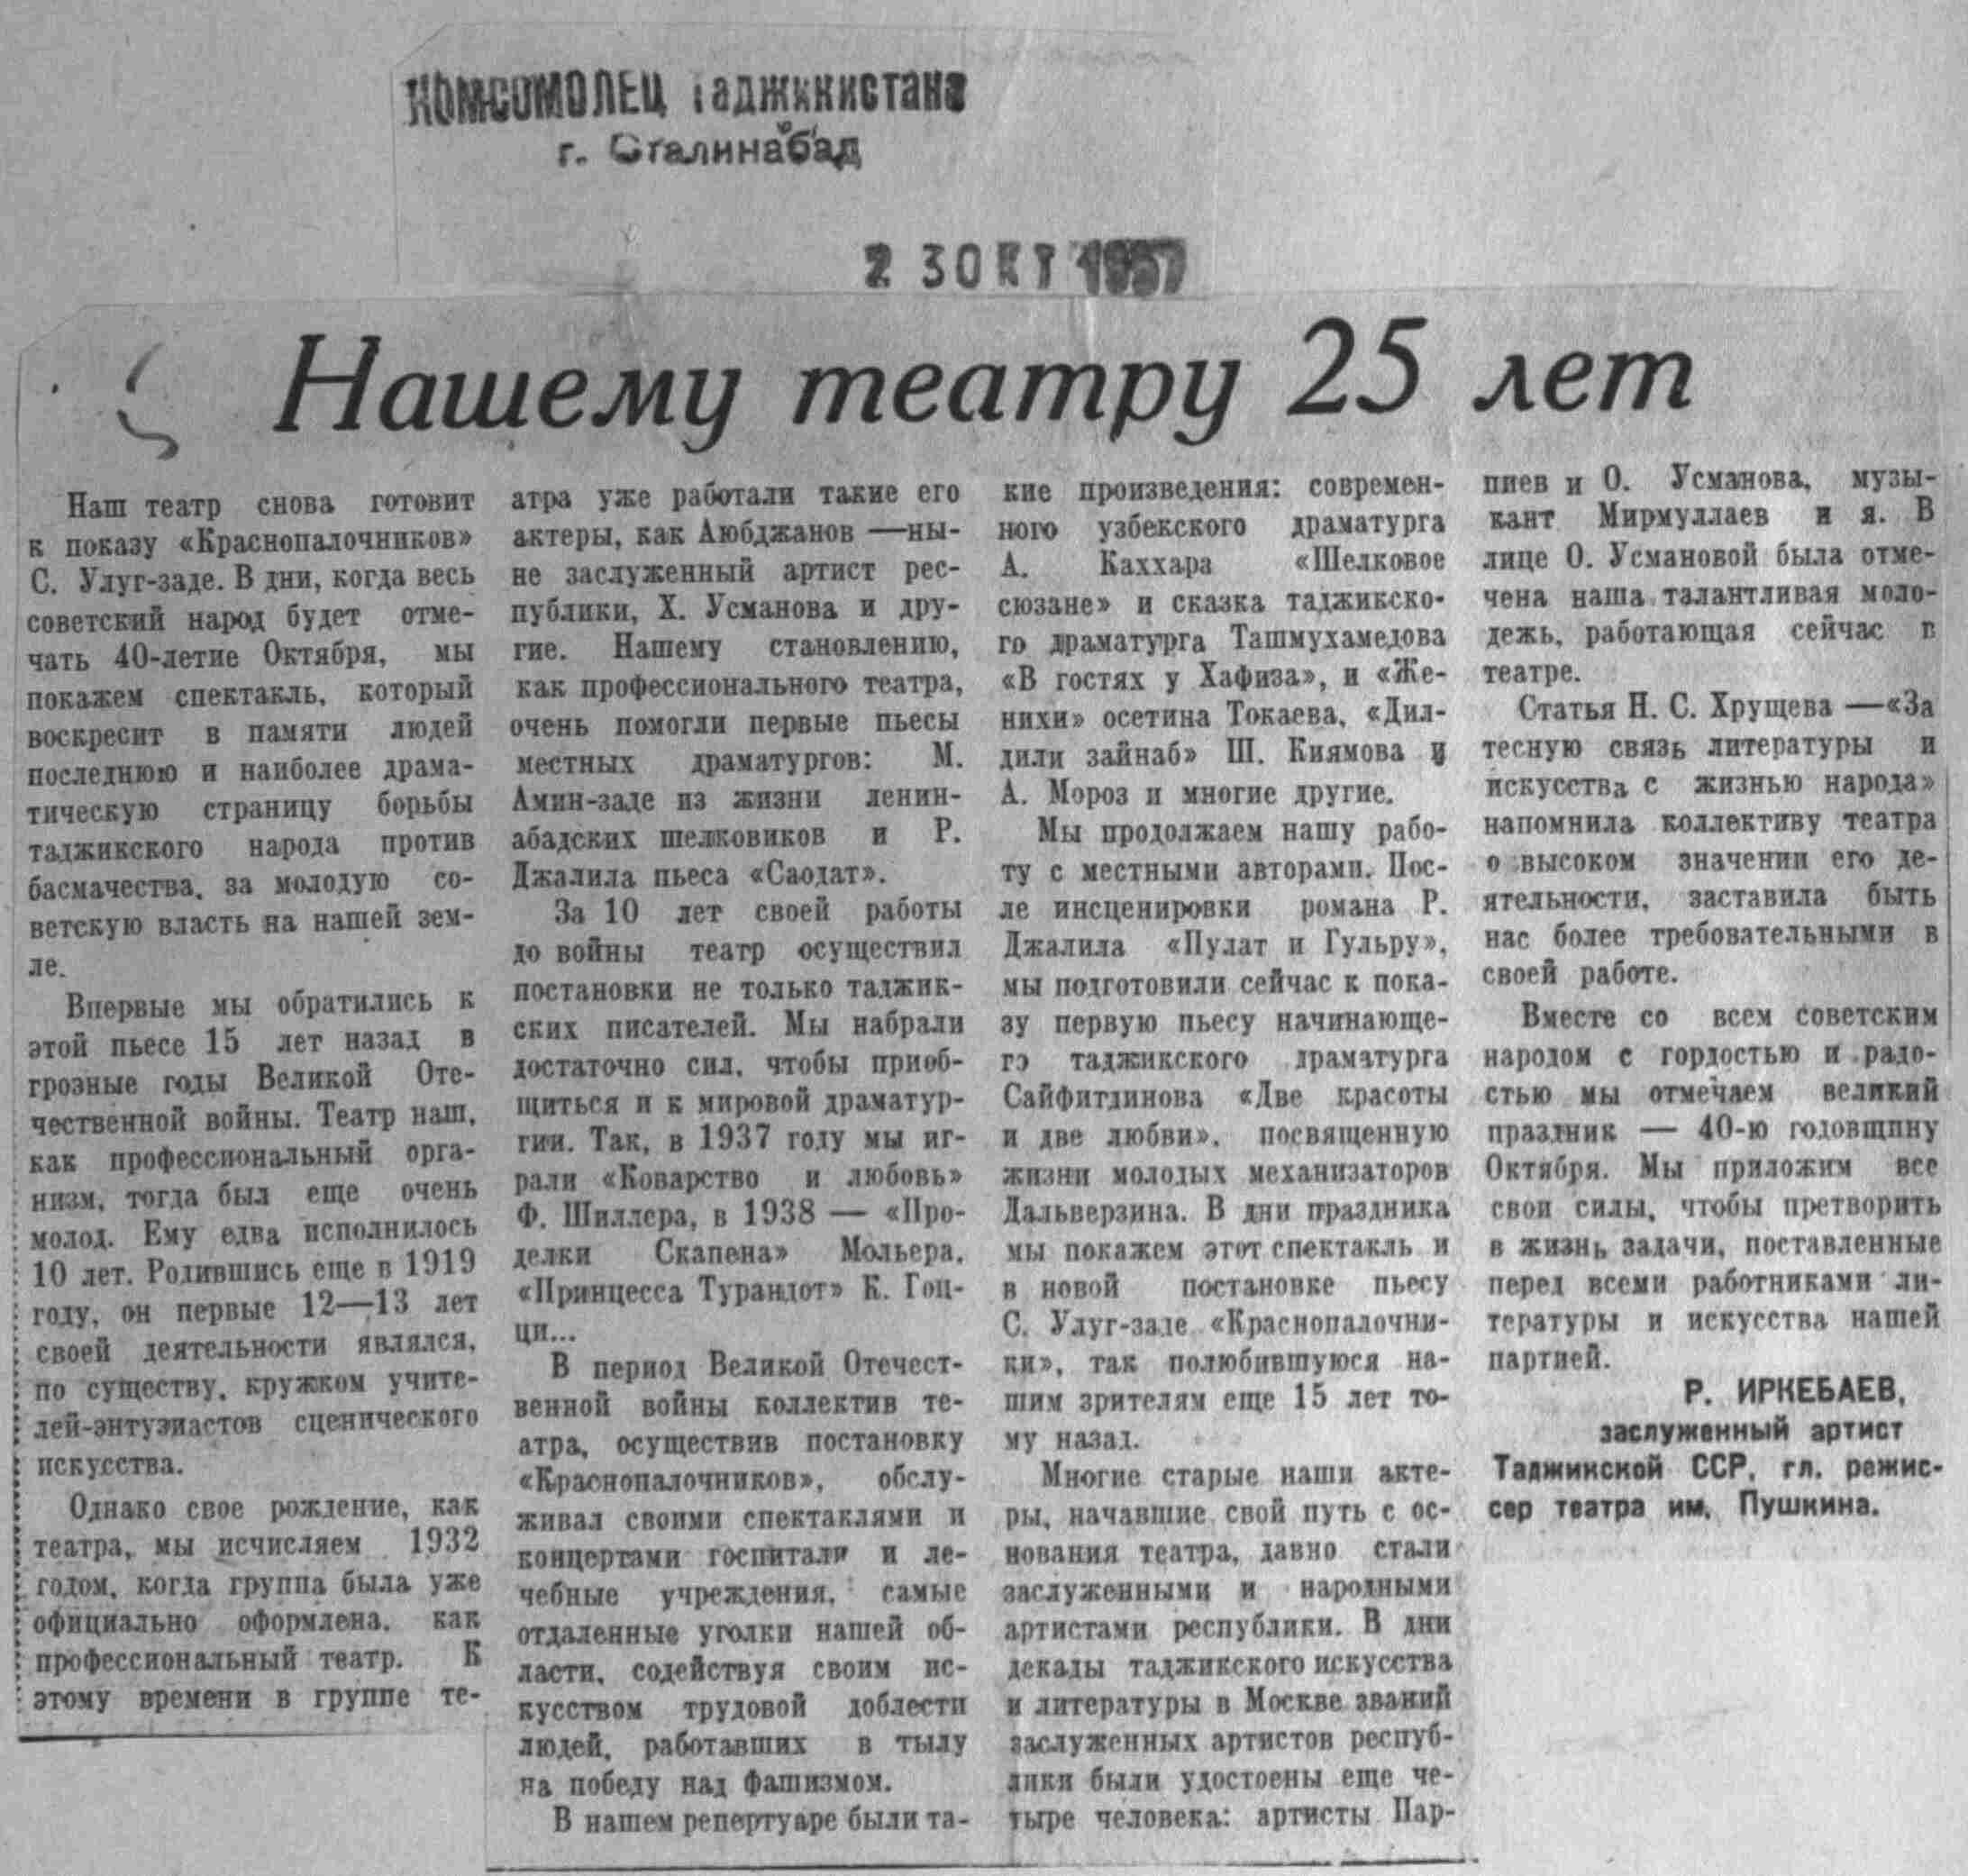 КОМСОМОЛЕЦ Таджикистана
г. Сталинабад
2 3 ОКТ 1957
Нашему театру 25 лет
Наш театр снова готовит
к показу «Краснопалочников»
С. Улуг-заде. В дни, когда весь
советский народ будет отме-
чать 40-летие Октября, мы
покажем спектакль, который
воскресит в памяти людей
последнюю и наиболее драма-
тическую страницу борьбы
таджикского народа против
басмачества, за молодую со-
ветскую власть на нашей зем-
ле.
Впервые мы обратились к
этой пьесе 15 лет назад в
грозные годы Великой Оте-
чественной войны. Театр наш,
как профессиональный орга-
низм, тогда был еще очень
молод. Ему едва исполнилось
10 лет. Родившись еще в 1919
году, он первые 12—13 лет
своей деятельности являлся,
по существу, кружком учите-
лей-энтузиастов сценического
искусства.
Однако свое рождение, как
театра, мы исчисляем 1932
годом, когда группа была уже
официально оформлена, как
профессиональный театр. К
этому времени в группе те-
атра уже работали такие его
актеры, как Аюбджанов —ны-
не заслуженный артист рес-
публики, Х. Усманова и дру-
гие. Нашему становлению,
как профессионального театра,
очень помогли первые пьесы
местных драматургов: М.
Амин-заде из жизни ленин-
абадских шелковиков и Р.
Джалила пьеса «Саодат».
За 10 лет своей работы
до войны театр осуществил
постановки не только таджик-
ских писателей. Мы набрали
достаточно сил, чтобы приоб-
щиться и к мировой драматур-
гии. Так, в 1937 году мы иг-
рали «Коварство и любовь»
Ф. Шиллера, в 1938 — «Про-
делки Скапена» Мольера,
«Принцесса Турандот» К. Гоц-
ци...
В период Великой Отечест-
венной войны коллектив те-
атра, осуществив постановку
«Краснопалочников», обслу-
живал своими спектаклями и
концертами госпитали и ле-
чебные учреждения, самые
отдаленные уголки нашей об-
ласти, содействуя своим ис-
кусством трудовой доблести
людей, работавших в тылу
на победу над фашизмом.
В нашем репертуаре были та-
кие произведения: современ-
ного узбекского драматурга
А. Каххара «Шелковое
сюзане» и сказка таджикско-
го драматурга Ташмухамедова
«В гостях у Хафиза», и «Же-
нихи» осетина Токаева, «Дил-
дили зайнаб» Ш. Киямова и
А. Мороз и многие другие.
Мы продолжаем нашу рабо-
ту с местными авторами. Пос-
ле инсценировки романа Р.
Джалила «Пулат и Гульру»,
мы подготовили сейчас к пока-
зу первую пьесу начинающе-
го таджикского драматурга
Сайфитдинова «Две красоты
и две любви», посвященную
жизни молодых механизаторов
Дальверзина. В дни праздника
мы покажем этот спектакль и
в новой постановке пьесу
С. Улуг-заде «Краснопалочни-
ки», так полюбившуюся на-
шим зрителям еще 15 лет то-
му назад.
Многие старые наши акте-
ры, начавшие свой путь с ос-
нования театра, давно стали
заслуженными и народными
артистами республики. В дни
декады таджикского искусства
и литературы в Москве званий
заслуженных артистов респуб-
лики были удостоены еще че-
тыре человека: артисты Пар-
пиев и О. Усманова, музы-
кант Мирмуллаев и я. В
лице О. Усмановой была отме-
чена наша талантливая моло-
дежь, работающая сейчас в
театре.
Статья Н. С. Хрущева —«За
тесную связь литературы и
искусства с жизнью народа»
напомнила коллективу театра
о высоком значении его де-
ятельности, заставила быть
нас более требовательными в
своей работе.
Вместе со всем советским
народом с гордостью и радо-
стью мы отмечаем великий
праздник — 40-ю годовщину
Октября. Мы приложим все
свои силы, чтобы претворить
в жизнь задачи, поставленные
перед всеми работниками ли-
тературы и искусства нашей
партией.
Р. ИРКЕБАЕВ,
заслуженный артист
Таджикской ССР, гл. режис-
сер театра им. Пушкина.